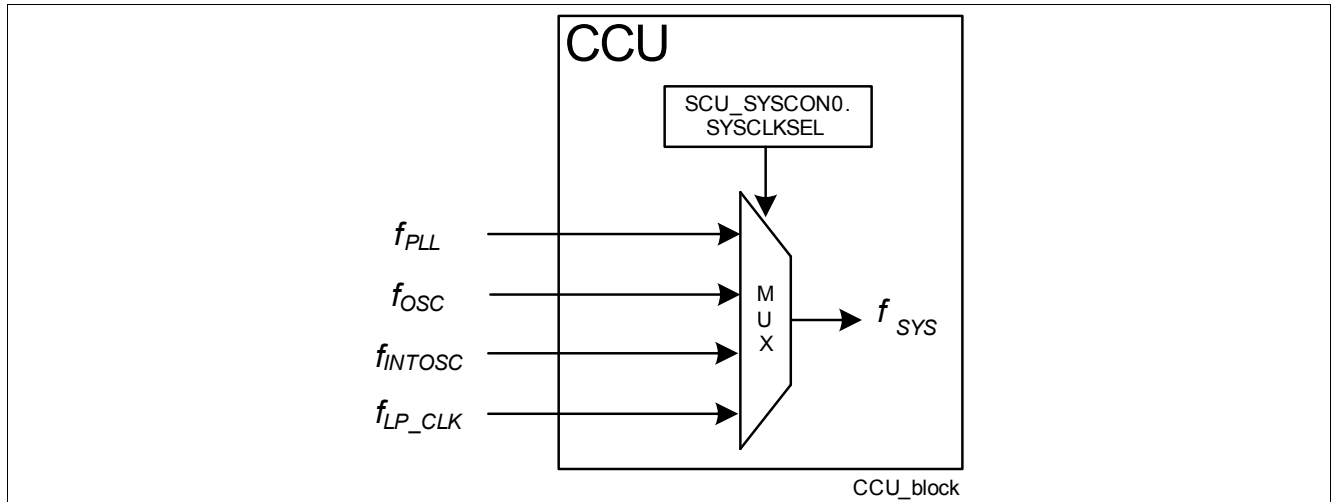 CCU
SCU_SYSCON0.
SYSCLKSEL
fPLL
fOSC
fINTOSC
fLP_CLK
M
U
X
f SYS
CCU_block